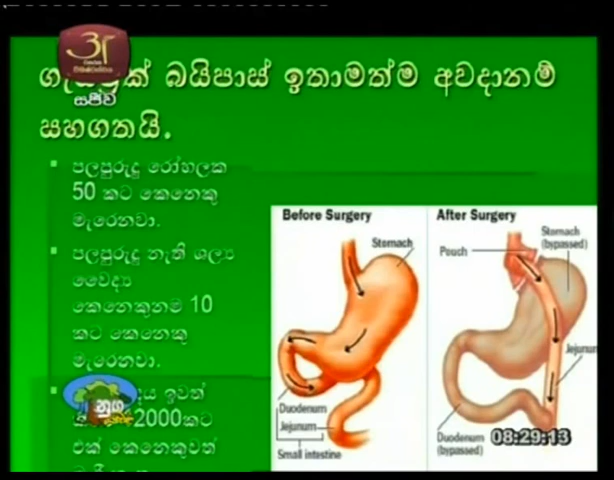 බයිපාස් ඉතාමත්ම අවදානම්
සහගතයි.
සජීව
පලපුරුදු රෝහලක
50 කට කෙනෙකු
මැරෙනවා.
පලපුරුදු නැති ශල්‍ය
වෛද්‍ය
කෙනෙකුනම් 10
කට කෙනෙකු
මැරෙනවා.
ඉවත්
2000කට
එක් කෙනෙකුවත්
නුග
Before Surgery
Stomach
Duodenum
Jejunum
Small intestine
After Surgery
Stomach
(bypassed)
Pouch
Jejunum
Duodenum
(bypassed)
08:29:13